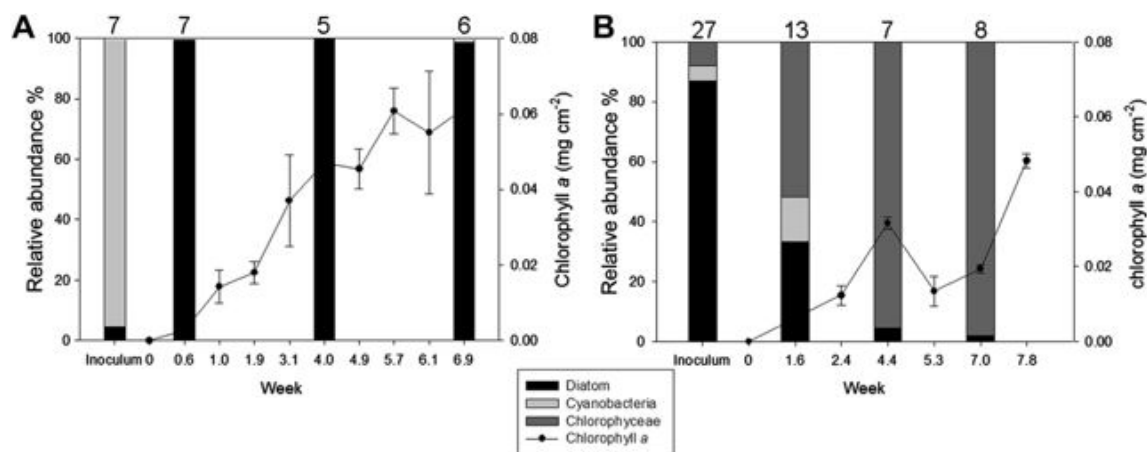 A
7 7 5 6
100 80 60 40 20 0
Relative abundance %
0.08 0.06 0.04 0.02 0.00
Chlorophyll a (mg cm-2)
Inoculum 0 0.6 1.0 1.9 3.1 4.0 4.9 5.7 6.1 6.9
Week
B
27 13 7 8
100 80 60 40 20 0
Relative abundance %
0.08 0.06 0.04 0.02 0.00
chlorophyll a (mg cm-2)
Inoculum 0 1.6 2.4 4.4 5.3 7.0 7.8
Week
Diatom
Cyanobacteria
Chlorophyceae
Chlorophyll a